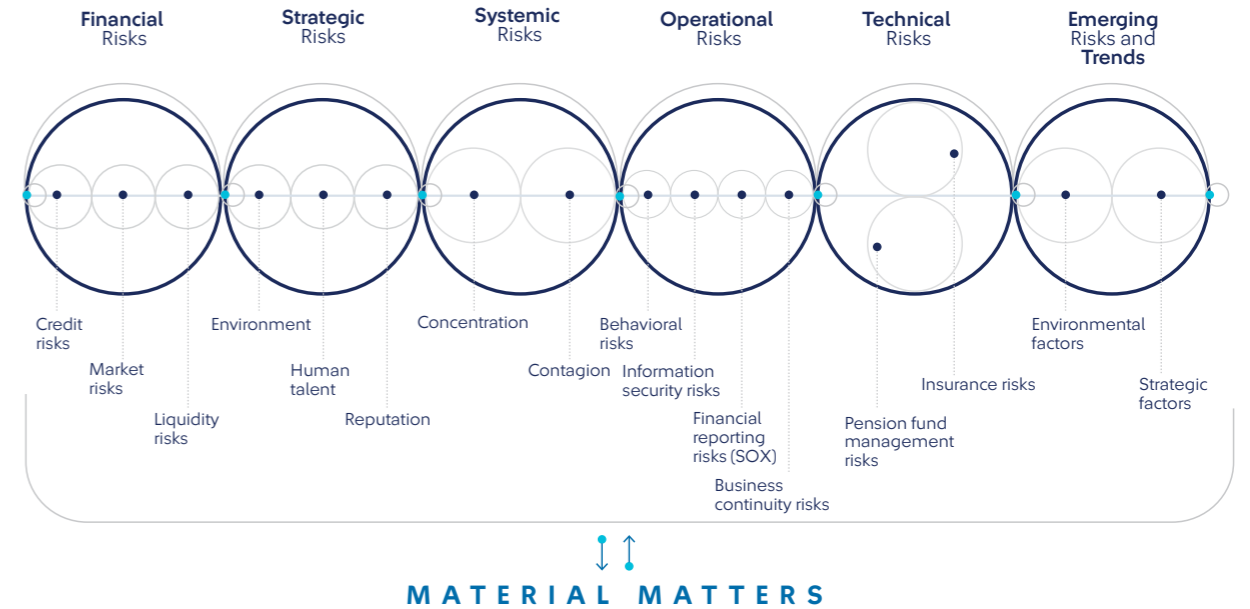 Financial
Risks
Strategic
Risks
Systemic
Risks
Operational
Risks
Technical
Risks
Emerging
Risks and
Trends
Credit
risks
Market
risks
Liquidity
risks
Environment
Human
talent
Reputation
Concentration
Contagion
Behavioral
risks
Information
security risks
Financial
reporting
risks (SOX)
Business
continuity risks
Pension fund
management
risks
Insurance risks
Environmental
factors
Strategic
factors
MATERIAL MATTERS